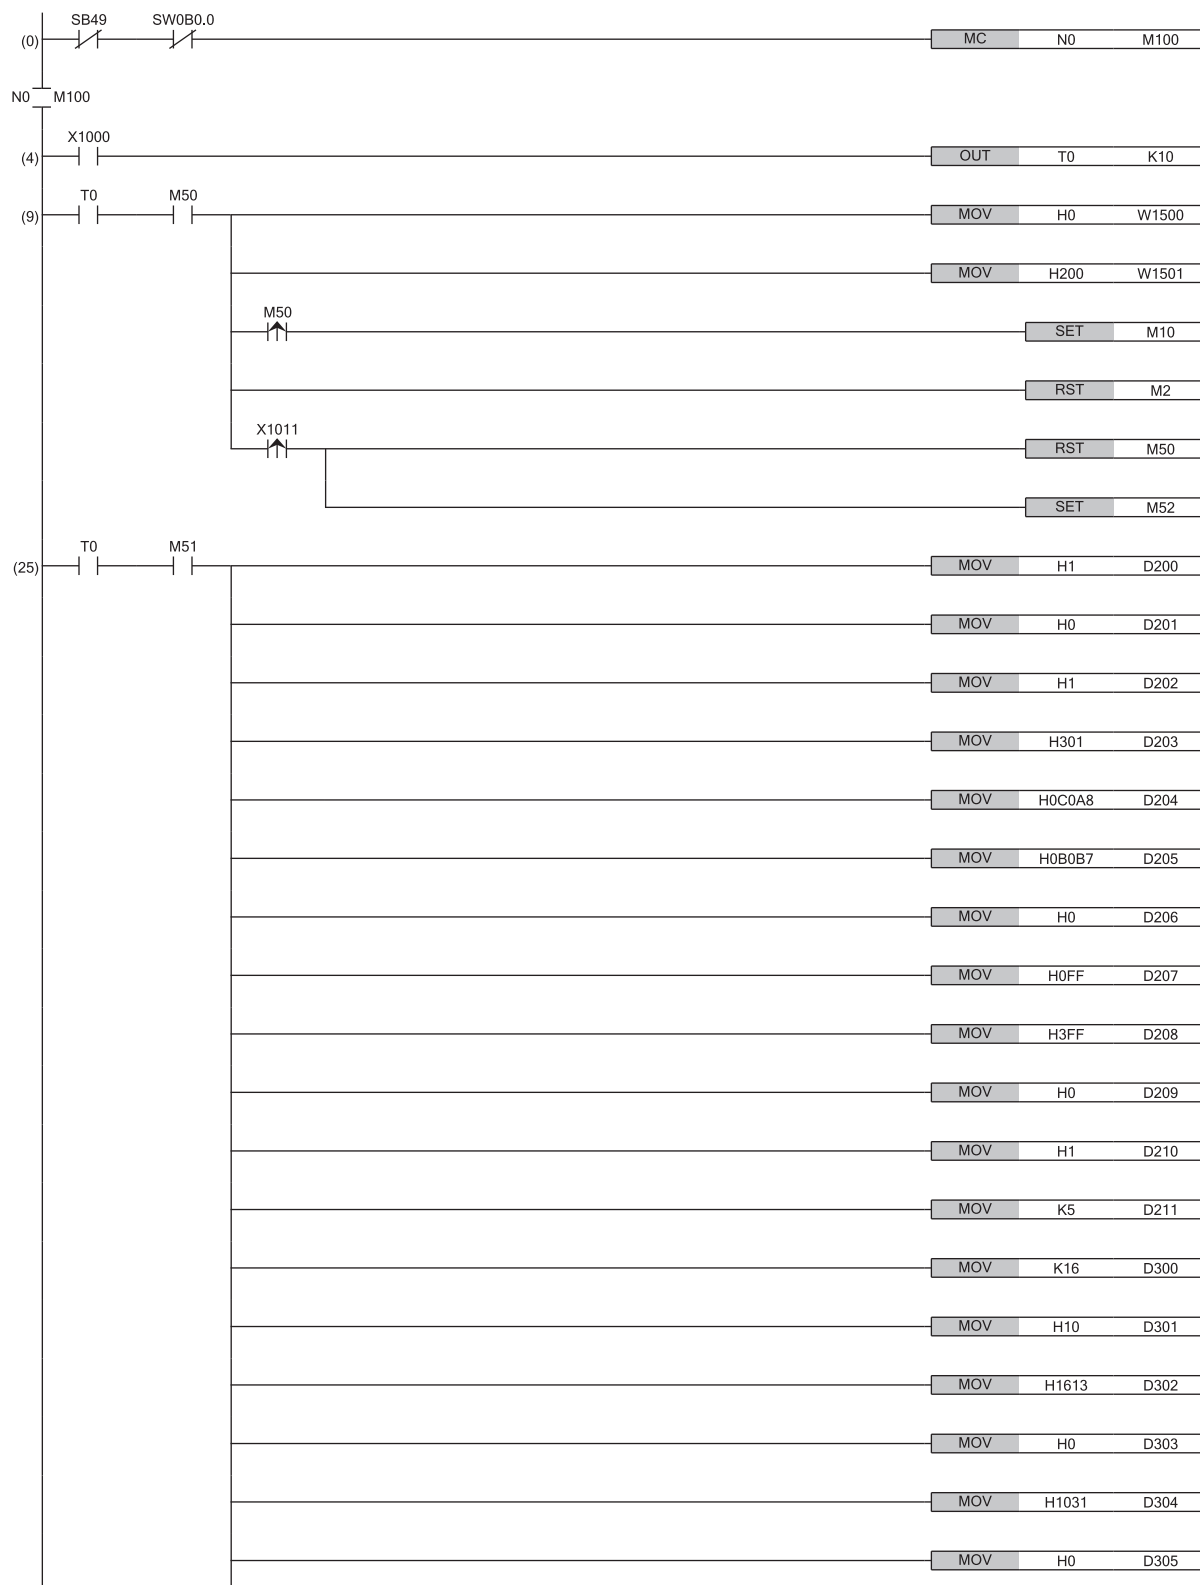 SB49 SW0B0.0
(0) MC N0 M100
N0 M100
X1000
(4) OUT T0 K10
T0 M50
(9) MOV H0 W1500
MOV H200 W1501
M50
SET M10
RST M2
X1011
RST M50
SET M52
T0 M51
(25) MOV H1 D200
MOV H0 D201
MOV H1 D202
MOV H301 D203
MOV H0C0A8 D204
MOV H0B0B7 D205
MOV H0 D206
MOV H0FF D207
MOV H3FF D208
MOV H0 D209
MOV H1 D210
MOV K5 D211
MOV K16 D300
MOV H10 D301
MOV H1613 D302
MOV H0 D303
MOV H1031 D304
MOV H0 D305